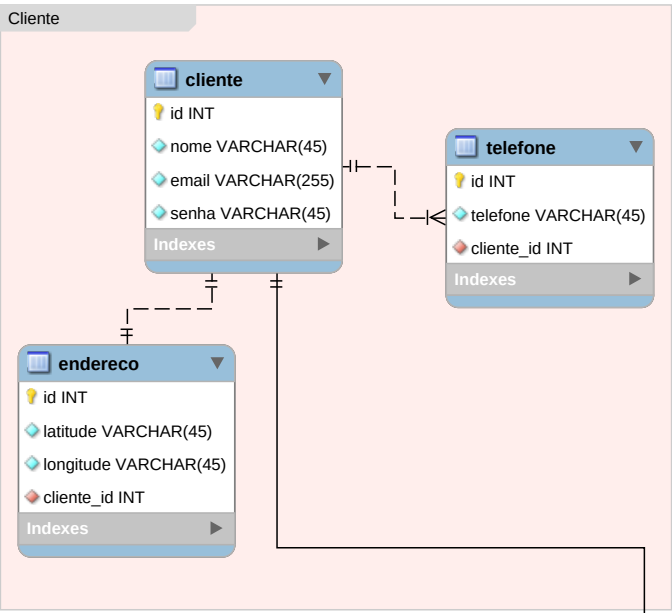 Cliente
cliente
id INT
nome VARCHAR(45)
email VARCHAR(255)
senha VARCHAR(45)
Indexes
telefone
id INT
telefone VARCHAR(45)
cliente_id INT
Indexes
endereco
id INT
latitude VARCHAR(45)
longitude VARCHAR(45)
cliente_id INT
Indexes